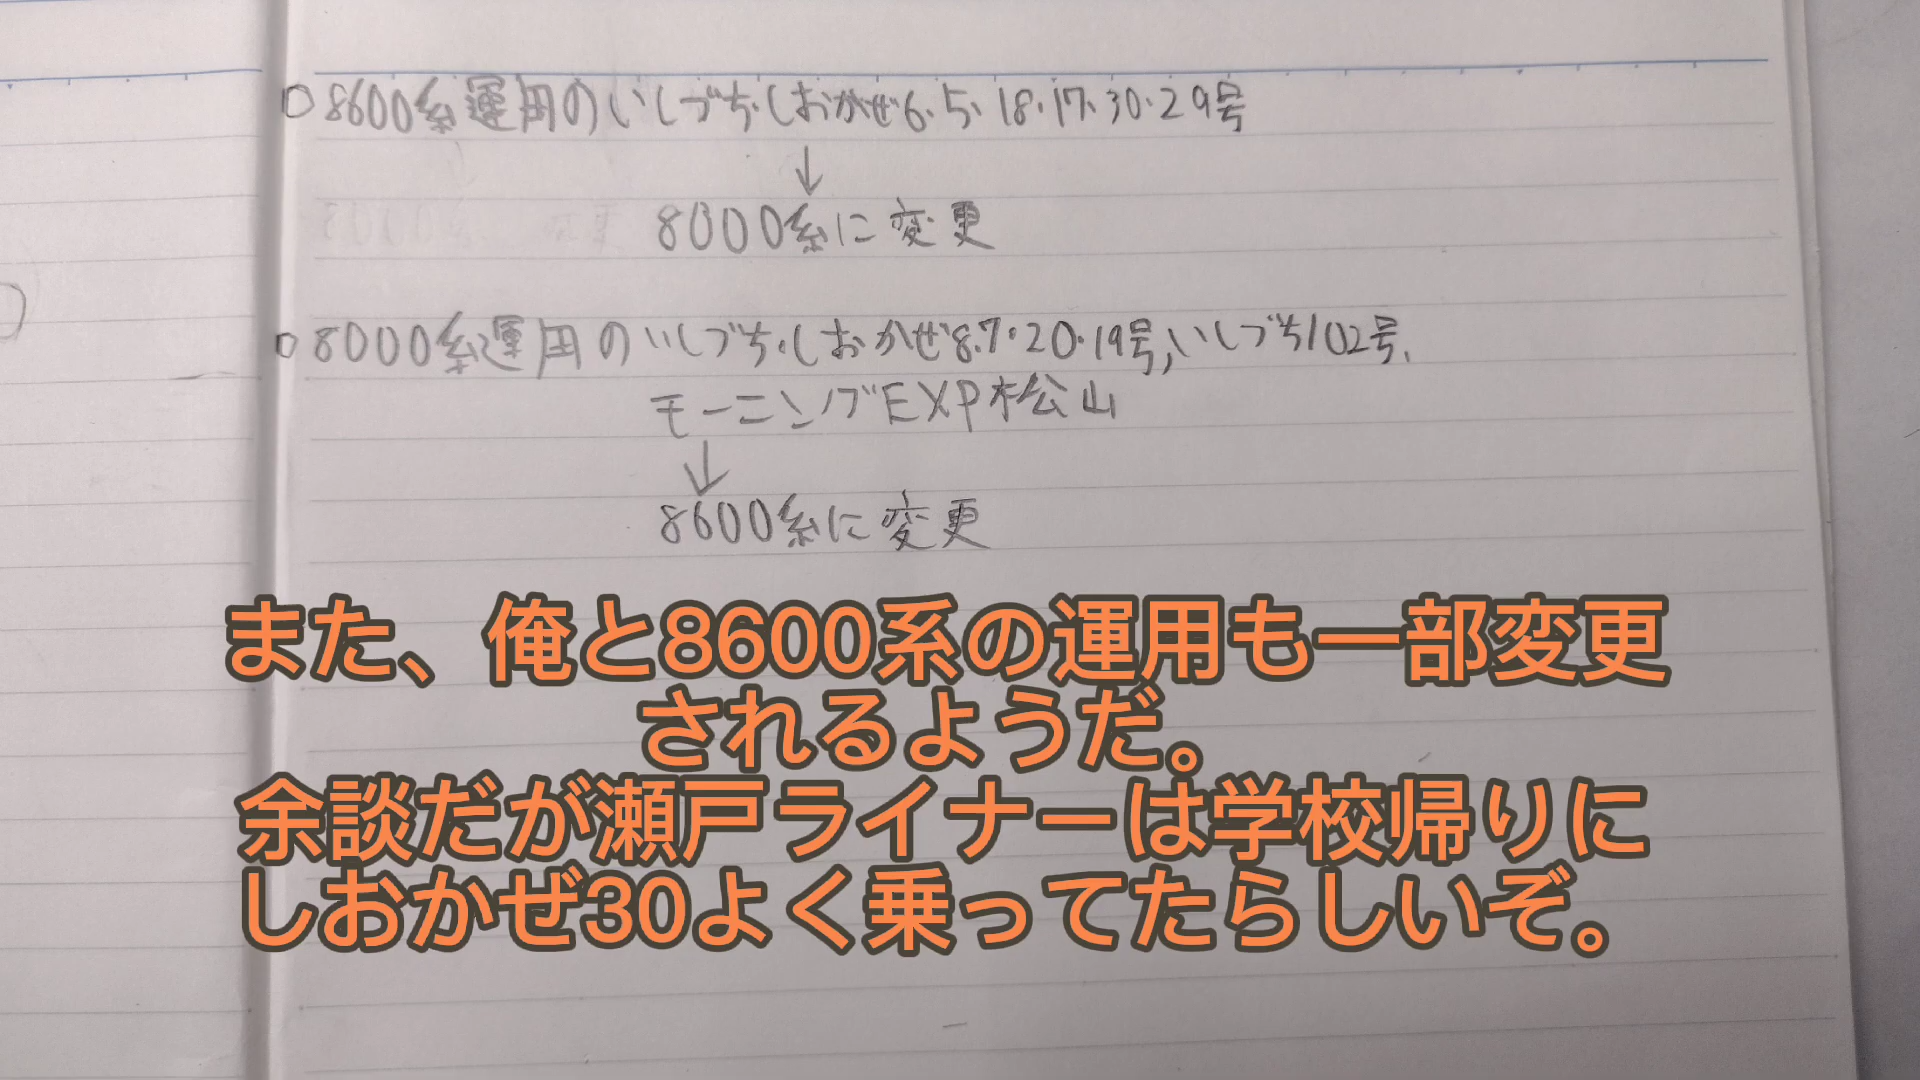 ○8600系運用のいしづち・しおかぜ6・5・18・17・30・29号
↓
8000系に変更
○8000系運用のいしづち・しおかぜ8・7・20・19号,いしづち102号、
モーニングEXP松山
↓
8600系に変更
また、俺と8600系の運用も一部変更
されるようだ。
余談だが瀬戸ライナーは学校帰りに
しおかぜ30よく乗ってたらしいぞ。